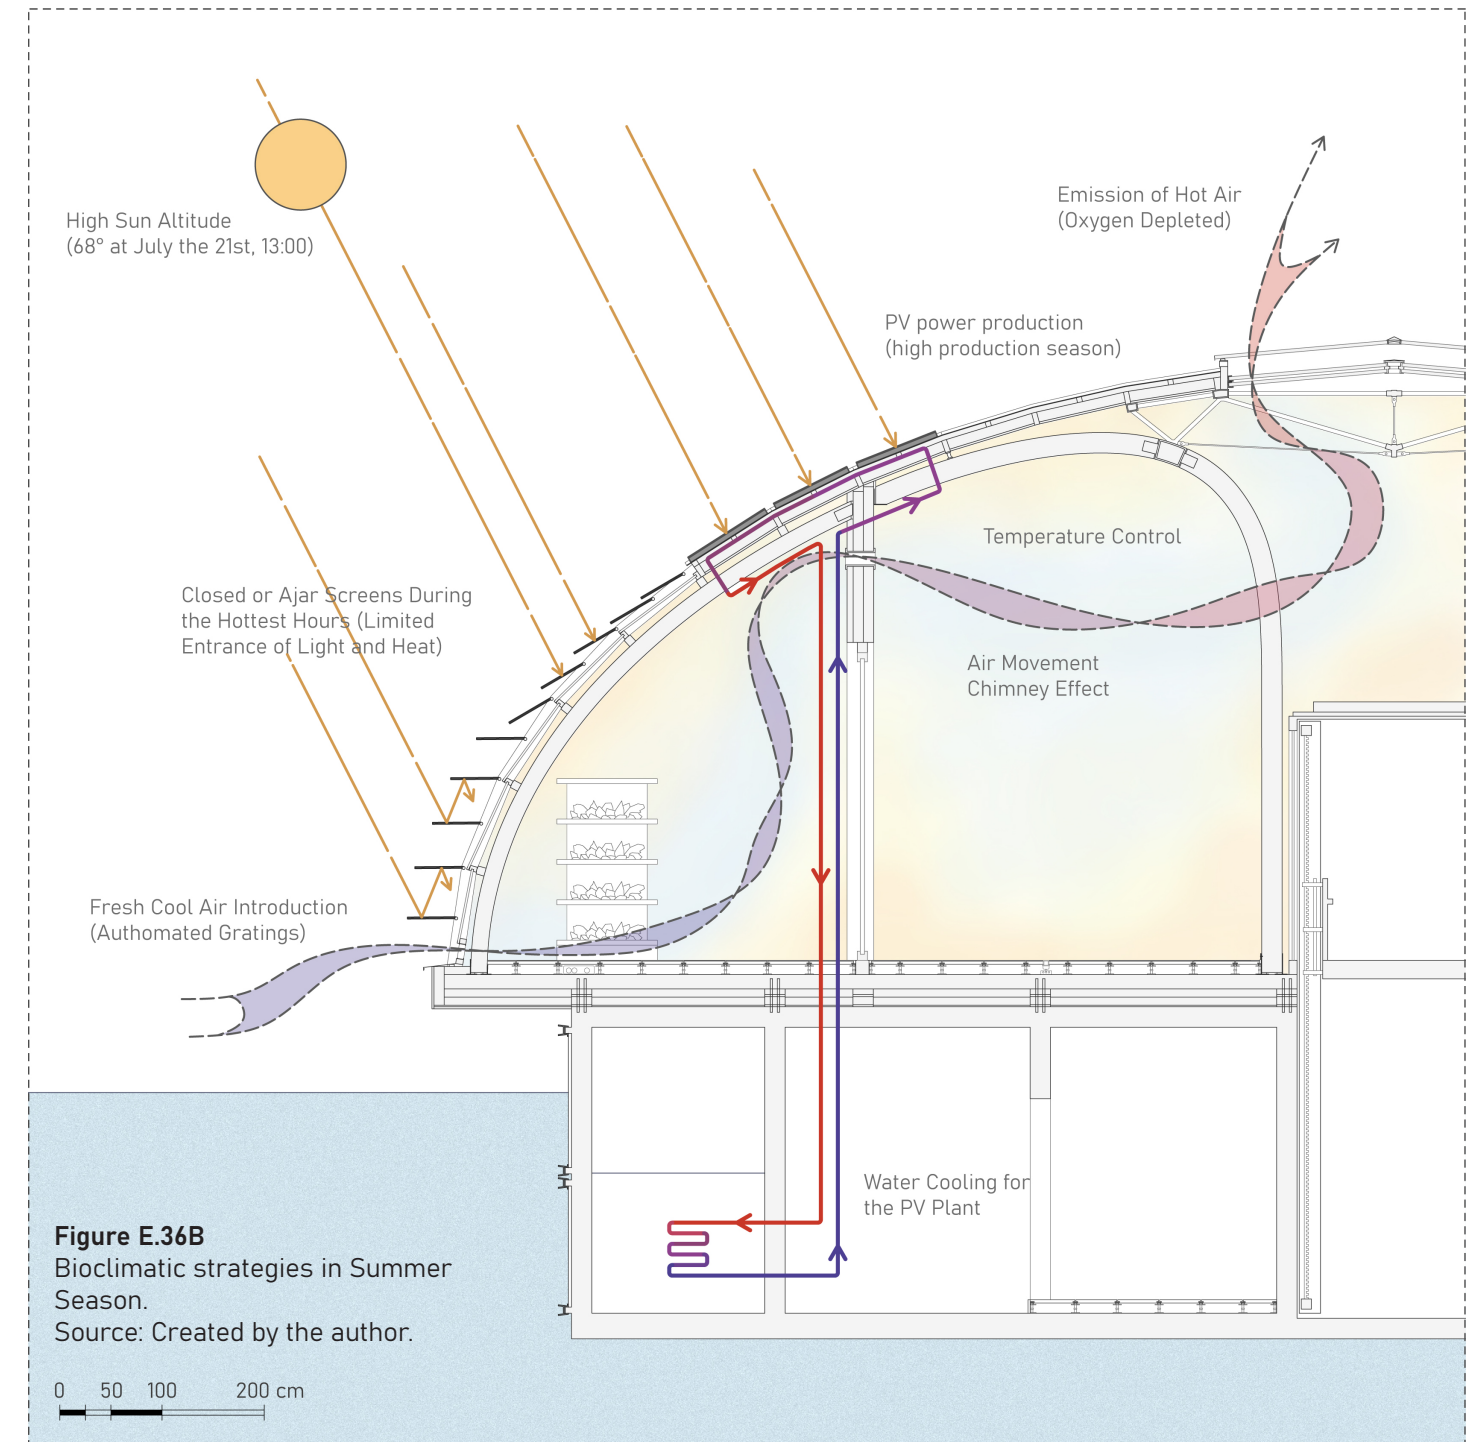 High Sun Altitude
(68° at July the 21st, 13:00)
Emission of Hot Air
(Oxygen Depleted)
PV power production
(high production season)
Temperature Control
Closed or Ajar Screens During
the Hottest Hours (Limited
Entrance of Light and Heat)
Air Movement
Chimney Effect
Fresh Cool Air Introduction
(Authomated Gratings)
Water Cooling for
the PV Plant
Figure E.36B
Bioclimatic strategies in Summer
Season.
Source: Created by the author.
0 50 100 200 cm